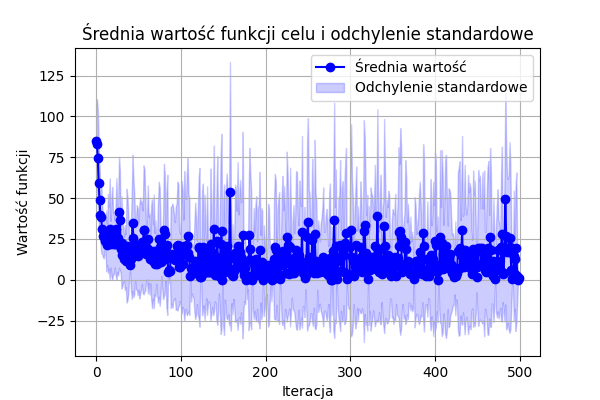 Średnia wartość funkcji celu i odchylenie standardowe
Średnia wartość
Odchylenie standardowe
Wartość funkcji
125
100
75
50
25
0
−25
0 100 200 300 400 500
Iteracja